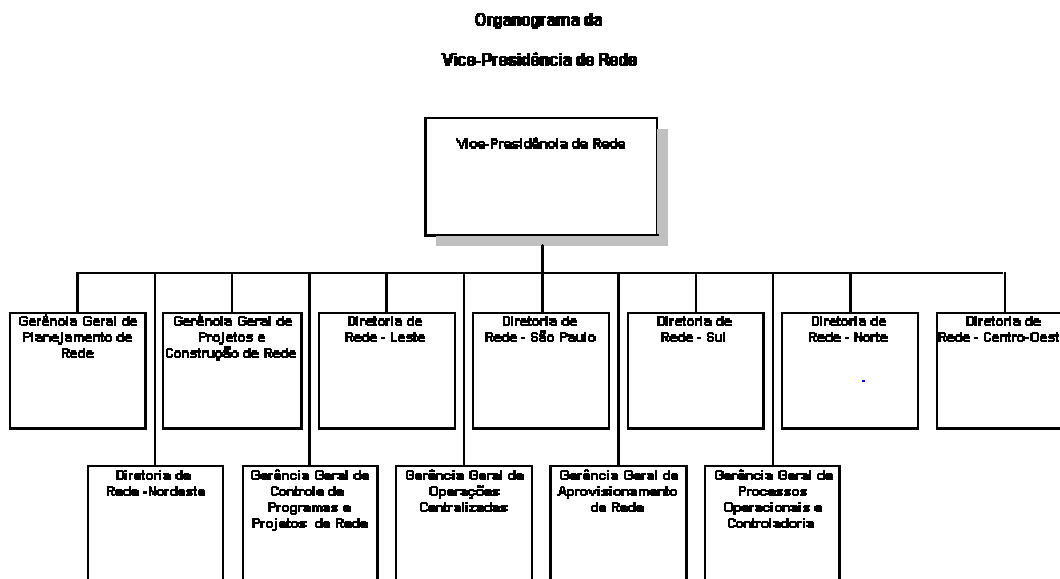 Organograma da
Vice-Presidência de Rede
Vice-Presidência de Rede
Gerência Geral de
Planejamento de
Rede
Gerência Geral de
Projetos e
Construção de Rede
Diretoria de
Rede - Leste
Diretoria de
Rede - São Paulo
Diretoria de
Rede - Sul
Diretoria de
Rede - Norte
Diretoria de
Rede - Centro-Oest
Diretoria de
Rede -Nordeste
Gerência Geral de
Controle de
Programas e
Projetos de Rede
Gerência Geral de
Operações
Centralizadas
Gerência Geral de
Aprovisionamento
de Rede
Gerência Geral de
Processos
Operacionais e
Controladoria